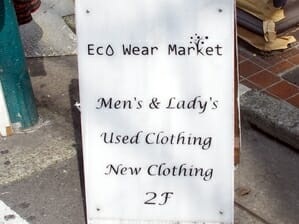 Eco Wear Market
Men's & Lady's
Used Clothing
New Clothing
2F